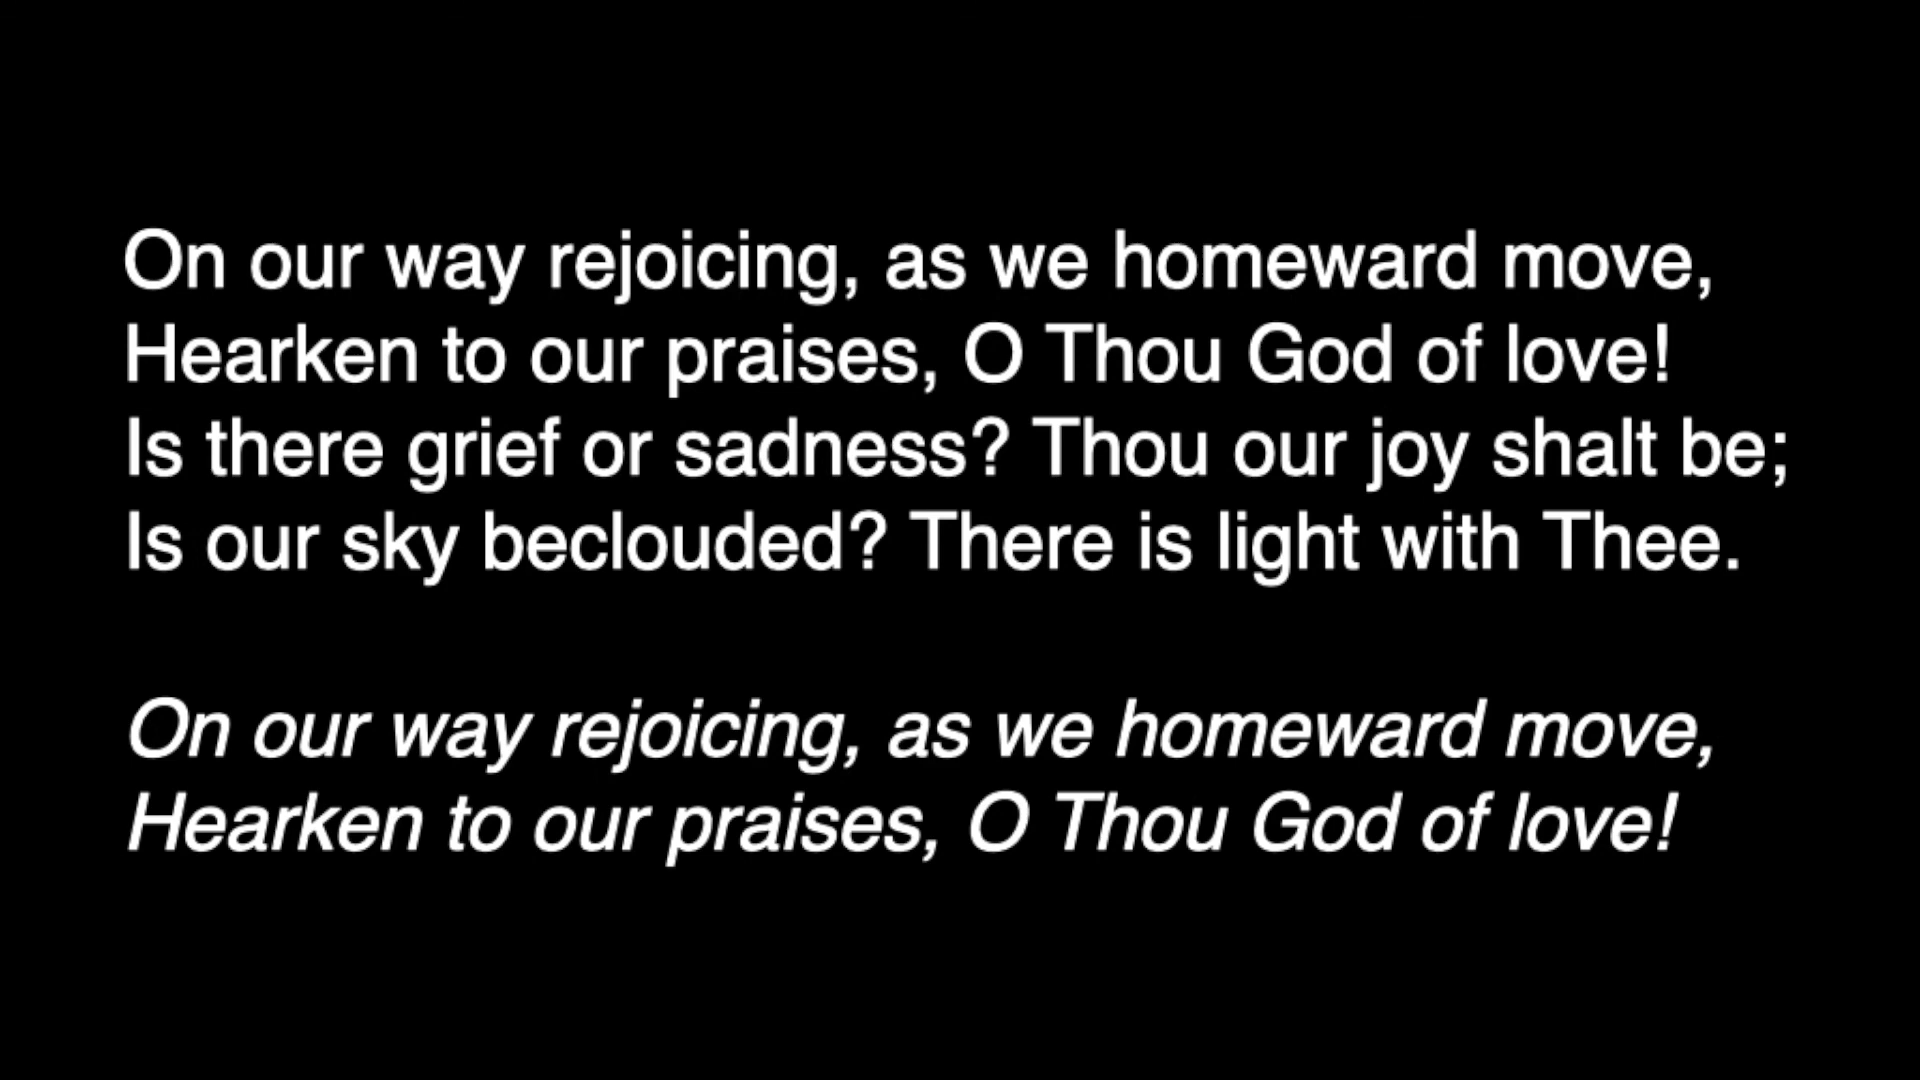 On our way rejoicing, as we homeward move,
Hearken to our praises, O Thou God of love!
Is there grief or sadness? Thou our joy shalt be;
Is our sky beclouded? There is light with Thee.
On our way rejoicing, as we homeward move,
Hearken to our praises, O Thou God of love!